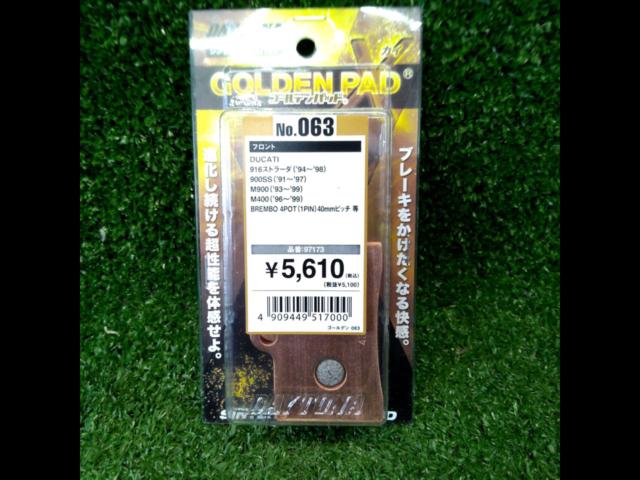 GOLDEN PAD®
ゴールデンパッド
No.063
フロント
DUCATI
916ストラーダ('94～'98)
900SS('91～'97)
M900('93～'99)
M400('96～'99)
BREMBO 4POT(1PIN)40mmピッチ 等
品番:97173
¥5,610(税込)
(税抜¥5,100)
4 909449 517000
ゴールデン 063
ブレーキをかけたくなる快感。
進化し続ける超性能を体感せよ。
DAYTONA